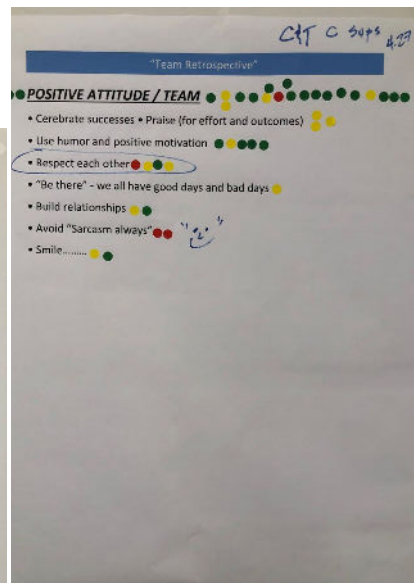 C&T C Sups 4.27
"Team Retrospective"
POSITIVE ATTITUDE / TEAM
• Cerebrate successes • Praise (for effort and outcomes)
• Use humor and positive motivation
• Respect each other
• "Be there" - we all have good days and bad days
• Build relationships
• Avoid "Sarcasm always"
• Smile.........